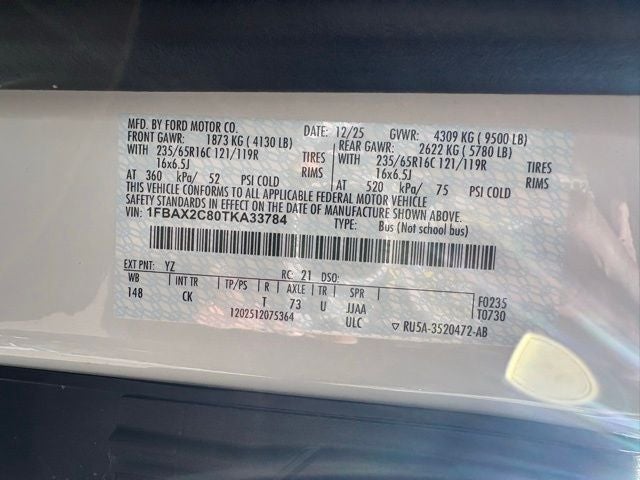 MFD. BY FORD MOTOR CO. DATE: 12/25 GVWR: 4309 KG ( 9500 LB)
FRONT GAWR: 1873 KG ( 4130 LB) REAR GAWR: 2622 KG ( 5780 LB)
WITH 235/65R16C 121/119R TIRES WITH 235/65R16C 121/119R TIRES
16x6.5J RIMS 16x6.5J RIMS
AT 360 kPa/ 52 PSI COLD AT 520 kPa/ 75 PSI COLD
THIS VEHICLE CONFORMS TO ALL APPLICABLE FEDERAL MOTOR VEHICLE
SAFETY STANDARDS IN EFFECT ON THE DATE OF MANUFACTURE SHOWN ABOVE.
VIN: 1FBAX2C80TKA33784 TYPE: Bus (Not school bus)
EXT PNT: YZ RC: 21 DSO:
WB INT TR TP/PS R AXLE TR SPR F0235
148 CK T 73 U JJAA T0730
1202512075364 ULC ▽ RU5A-3520472-AB